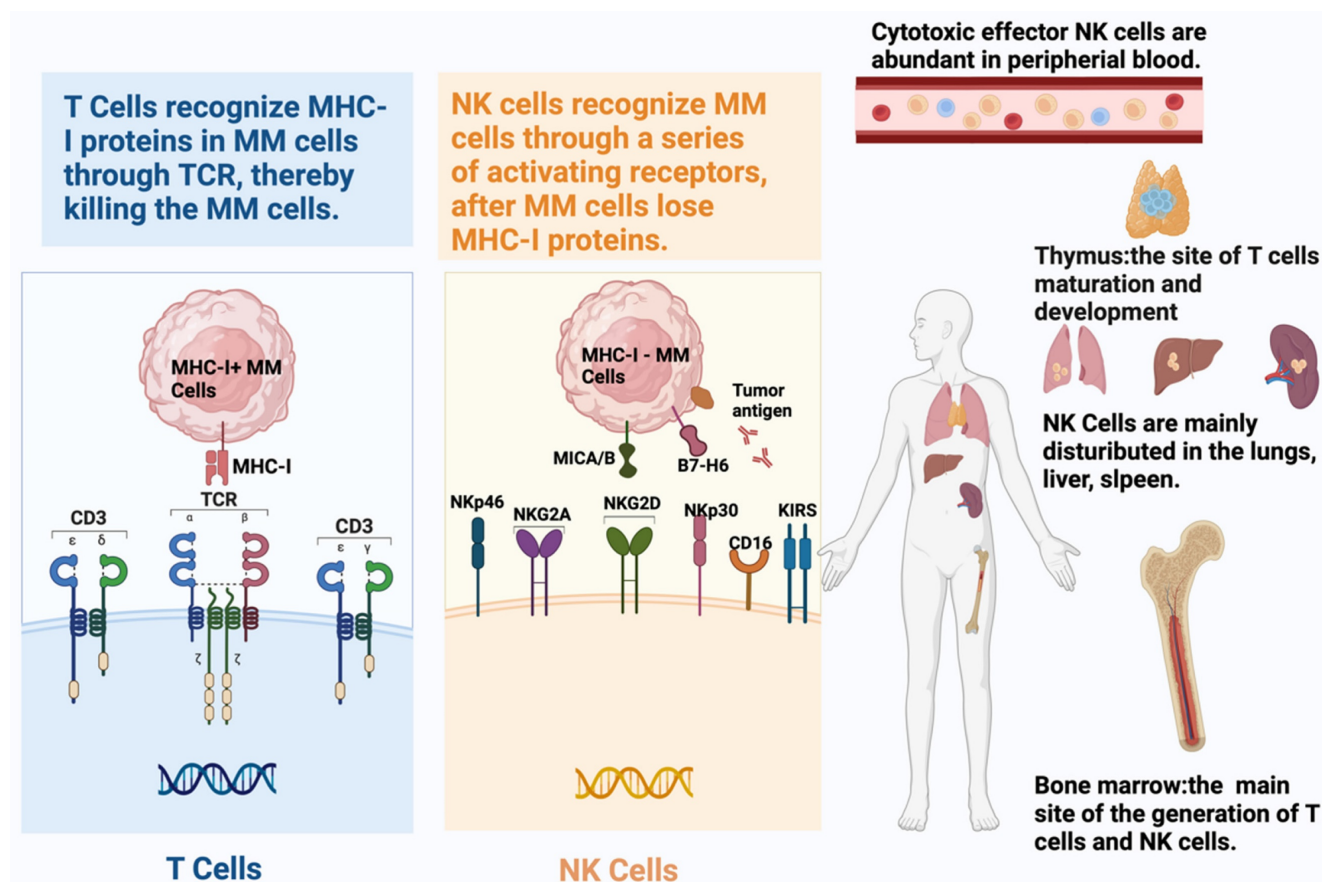 T Cells recognize MHC-
I proteins in MM cells
through TCR, thereby
killing the MM cells.
MHC-I+ MM
Cells
MHC-I
TCR
α
β
CD3
ε
δ
CD3
ε
γ
ζ
ζ
T Cells
NK cells recognize MM
cells through a series
of activating receptors,
after MM cells lose
MHC-I proteins.
MHC-I - MM
Cells
Tumor
antigen
MICA/B
B7-H6
NKp46
NKG2A
NKG2D
NKp30
CD16
KIRS
NK Cells
Cytotoxic effector NK cells are
abundant in peripherial blood.
Thymus:the site of T cells
maturation and
development
NK Cells are mainly
distuributed in the lungs,
liver, slpeen.
Bone marrow:the main
site of the generation of T
cells and NK cells.